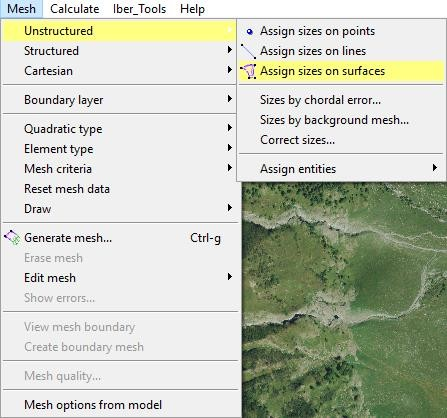 Mesh Calculate Iber_Tools Help
Unstructured
Structured
Cartesian
Boundary layer
Quadratic type
Element type
Mesh criteria
Reset mesh data
Draw
Generate mesh... Ctrl-g
Erase mesh
Edit mesh
Show errors...
View mesh boundary
Create boundary mesh
Mesh quality...
Mesh options from model
Assign sizes on points
Assign sizes on lines
Assign sizes on surfaces
Sizes by chordal error...
Sizes by background mesh...
Correct sizes...
Assign entities